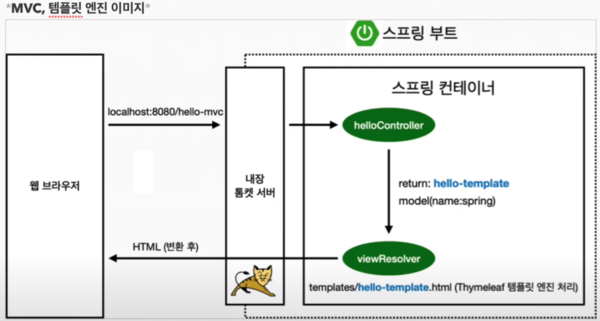 *MVC, 템플릿 엔진 이미지*
스프링 부트
스프링 컨테이너
localhost:8080/hello-mvc
helloController
웹 브라우저
내장
톰켓 서버
return: hello-template
model(name:spring)
HTML (변환 후)
viewResolver
templates/hello-template.html (Thymeleaf 템플릿 엔진 처리)